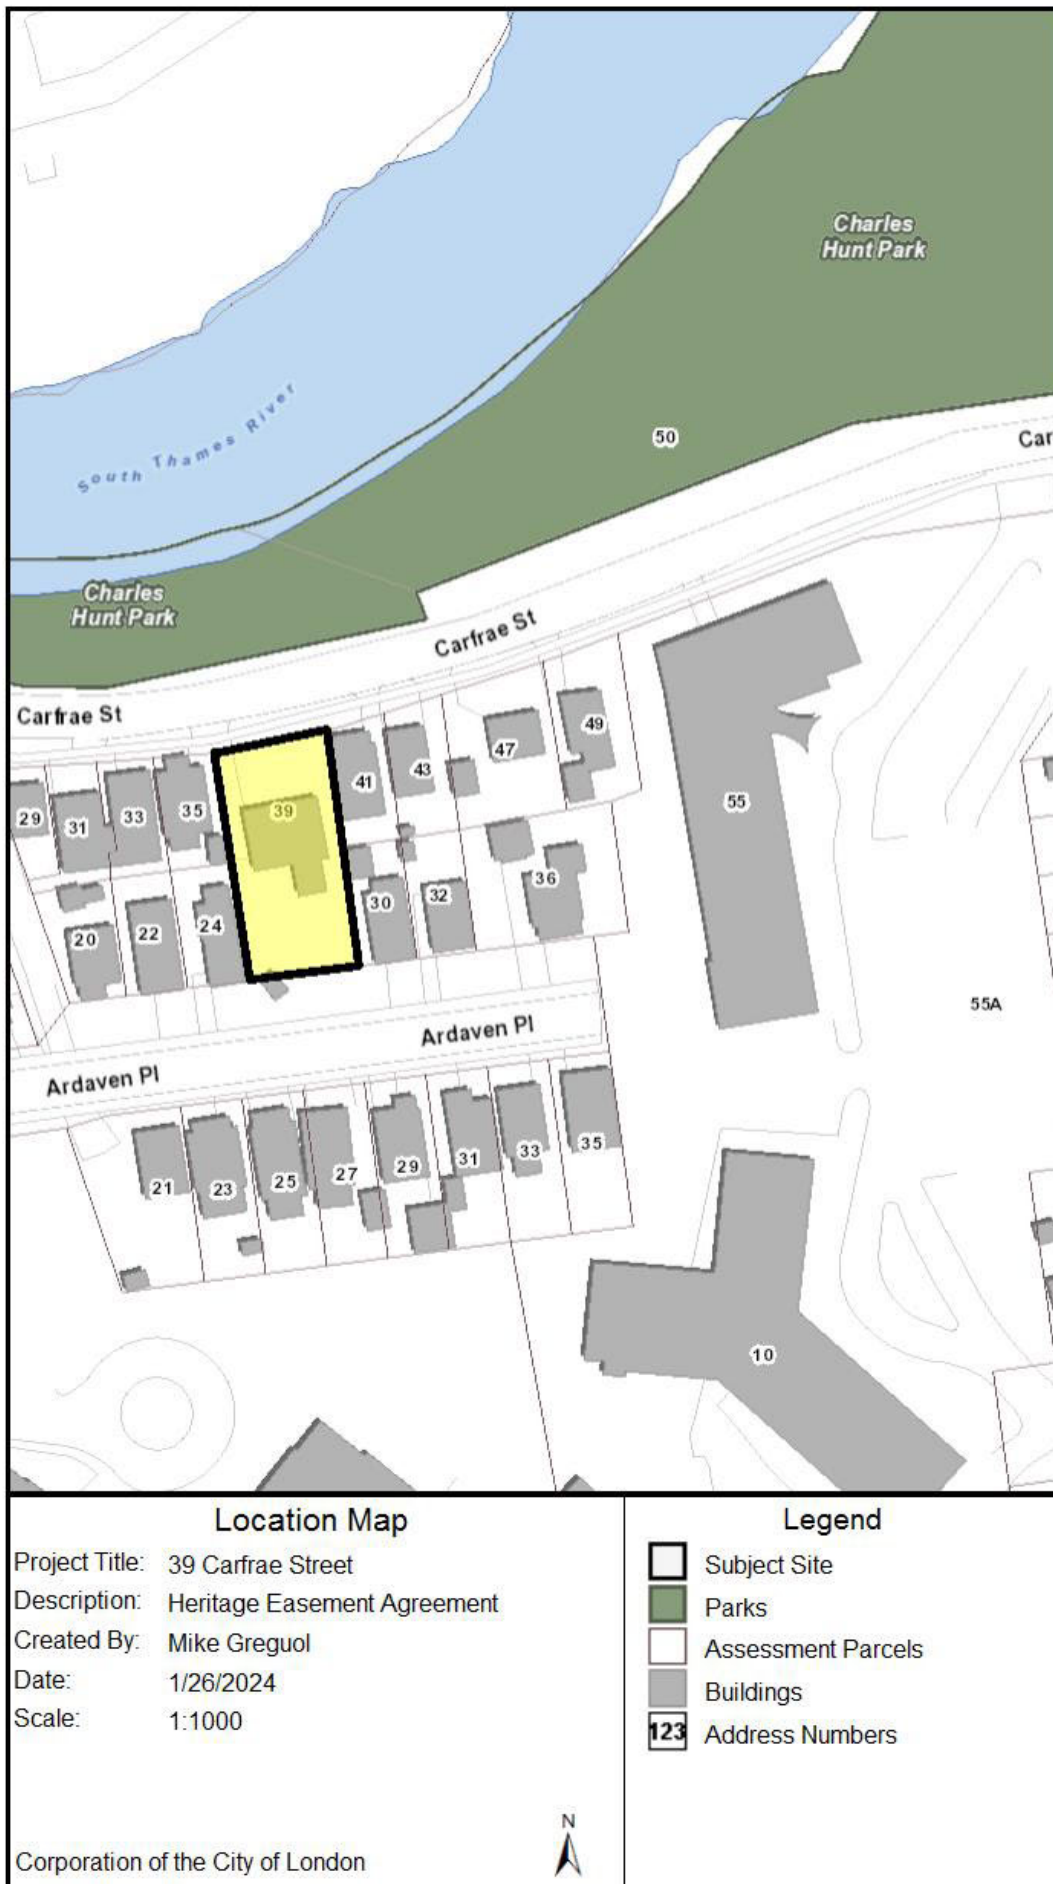 Charles
Hunt Park
South Thames River
50
Car
Charles
Hunt Park
Carfrae St
Carfrae St
49
47
43
41
39
35
33
31
29
55
36
32
30
24
22
20
55A
Ardaven Pl
Ardaven Pl
35
33
31
29
27
25
23
21
10
Location Map
Project Title: 39 Carfrae Street
Description: Heritage Easement Agreement
Created By: Mike Greguol
Date: 1/26/2024
Scale: 1:1000
N
Corporation of the City of London
Legend
Subject Site
Parks
Assessment Parcels
Buildings
123 Address Numbers